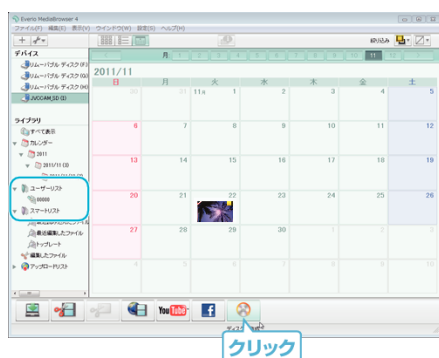 Everio MediaBrowser 4
ファイル(F) 編集(E) 表示(V) ウインドウ(W) 設定(S) ヘルプ(H)
絞り込み
デバイス
リムーバブル ディスク (F)
リムーバブル ディスク (G)
リムーバブル ディスク (H)
JVCCAM_SD (I)
ライブラリ
すべて表示
カレンダー
2011
2011/11 (3)
ユーザーリスト
00000
スマートリスト
最近編集したファイル
トップレート
編集したファイル
アップロードリスト
月 11
2011/11
日 月 火 水 木 金 土
30 31 11月 1 2 3 4 5
6 7 8 9 10 11 12
13 14 15 16 17 18 19
20 21 22 23 24 25 26
27 28 29 30 1 2 3
4 5 6 7 8 9 10
You Tube
f
クリック